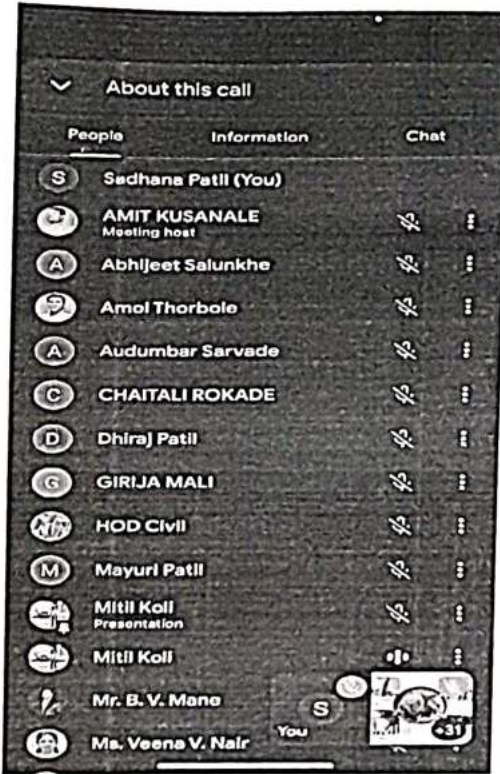 About this call
People Information Chat
S Sadhana Patil (You)
AMIT KUSANALE
Meeting host
A Abhijeet Salunkhe
Amol Thorbole
A Audumbar Sarvade
C CHAITALI ROKADE
D Dhiraj Patil
G GIRIJA MALI
HOD Civil
M Mayuri Patil
Mitil Koli
Presentation
Mitil Koli
Mr. B. V. Mane
S
You
+31
Ms. Veena V. Nair